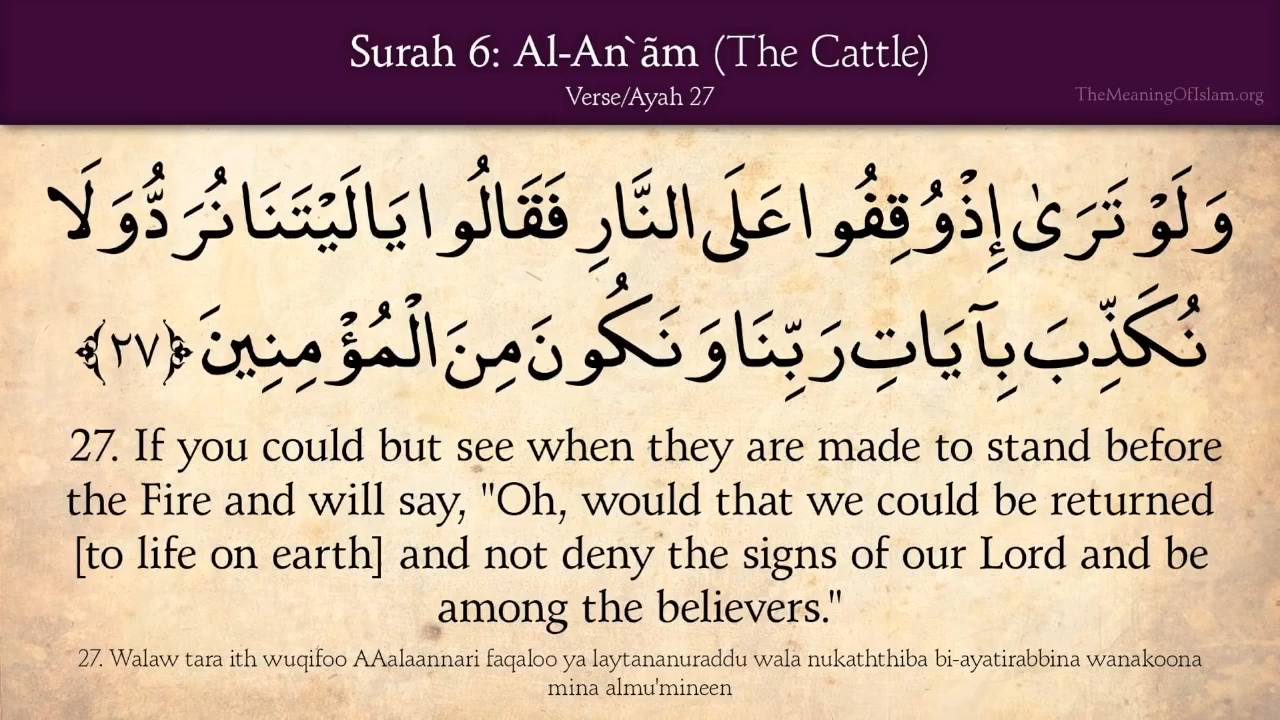 Surah 6: Al-An`ãm (The Cattle)
Verse/Ayah 27
TheMeaningOfIslam.org
وَلَوْ تَرَىٰ إِذْ وُقِفُوا عَلَى النَّارِ فَقَالُوا يَا لَيْتَنَا نُرَدُّ وَلَا
نُكَذِّبَ بِآيَاتِ رَبِّنَا وَنَكُونَ مِنَ الْمُؤْمِنِينَ ﴿٢٧﴾
27. If you could but see when they are made to stand before
the Fire and will say, "Oh, would that we could be returned
[to life on earth] and not deny the signs of our Lord and be
among the believers."
27. Walaw tara ith wuqifoo AAalaannari faqaloo ya laytananuraddu wala nukaththiba bi-ayatirabbina wanakoona
mina almu'mineen